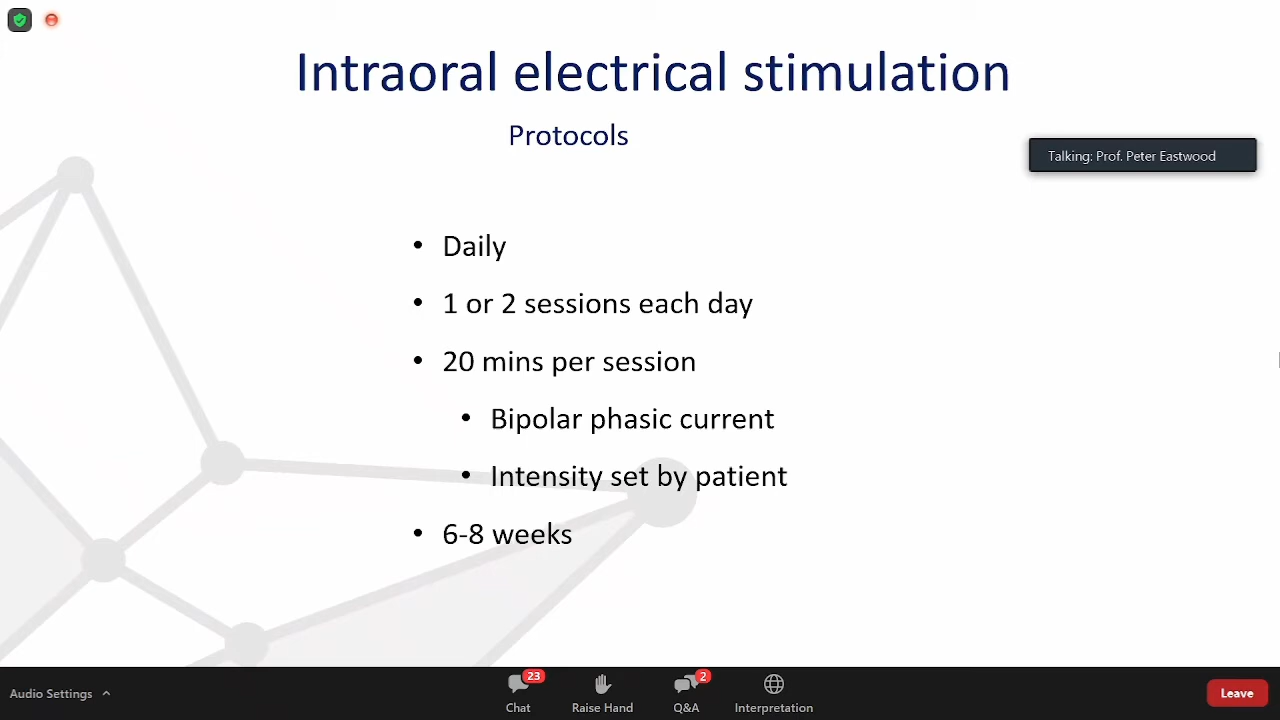 Intraoral electrical stimulation
Protocols
Talking: Prof. Peter Eastwood
• Daily
• 1 or 2 sessions each day
• 20 mins per session
• Bipolar phasic current
• Intensity set by patient
• 6-8 weeks
Audio Settings
23
Chat
Raise Hand
2
Q&A
Interpretation
Leave